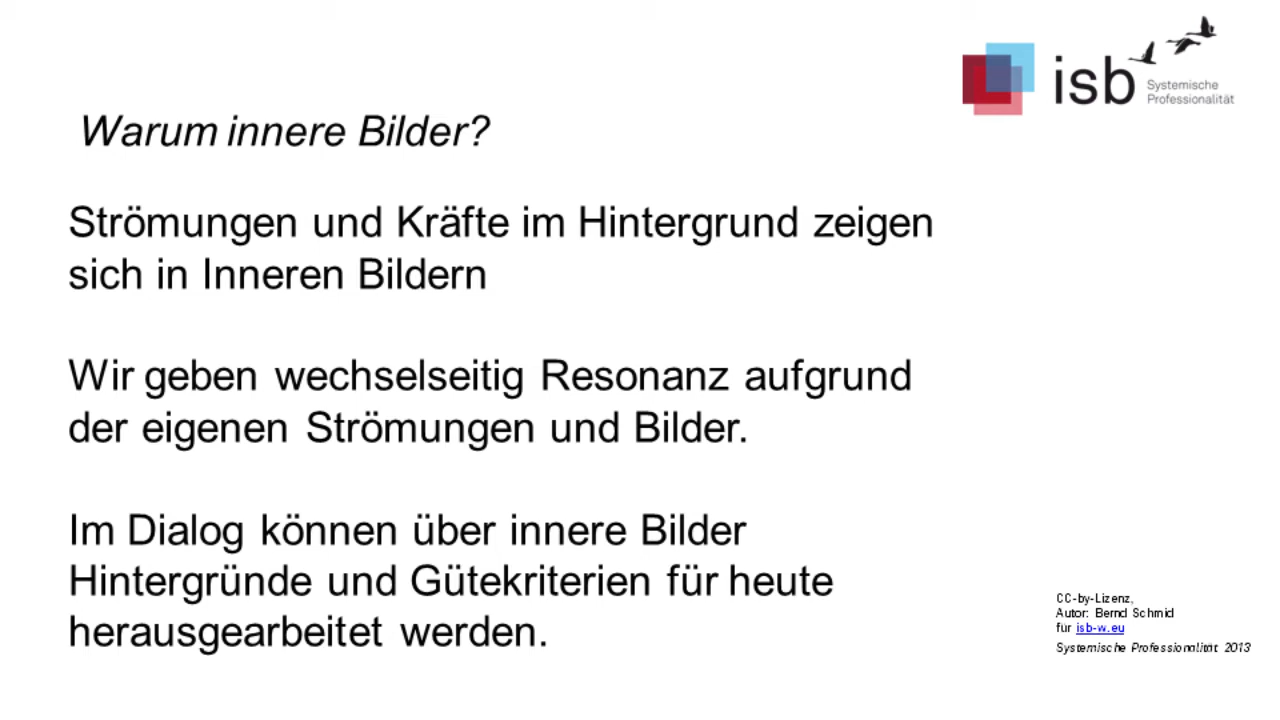 isb
Systemische
Professionalität
Warum innere Bilder?
Strömungen und Kräfte im Hintergrund zeigen
sich in Inneren Bildern
Wir geben wechselseitig Resonanz aufgrund
der eigenen Strömungen und Bilder.
Im Dialog können über innere Bilder
Hintergründe und Gütekriterien für heute
herausgearbeitet werden.
CC-by-Lizenz,
Autor: Bernd Schmid
für isb-w.eu
Systemische Professionalität 2013